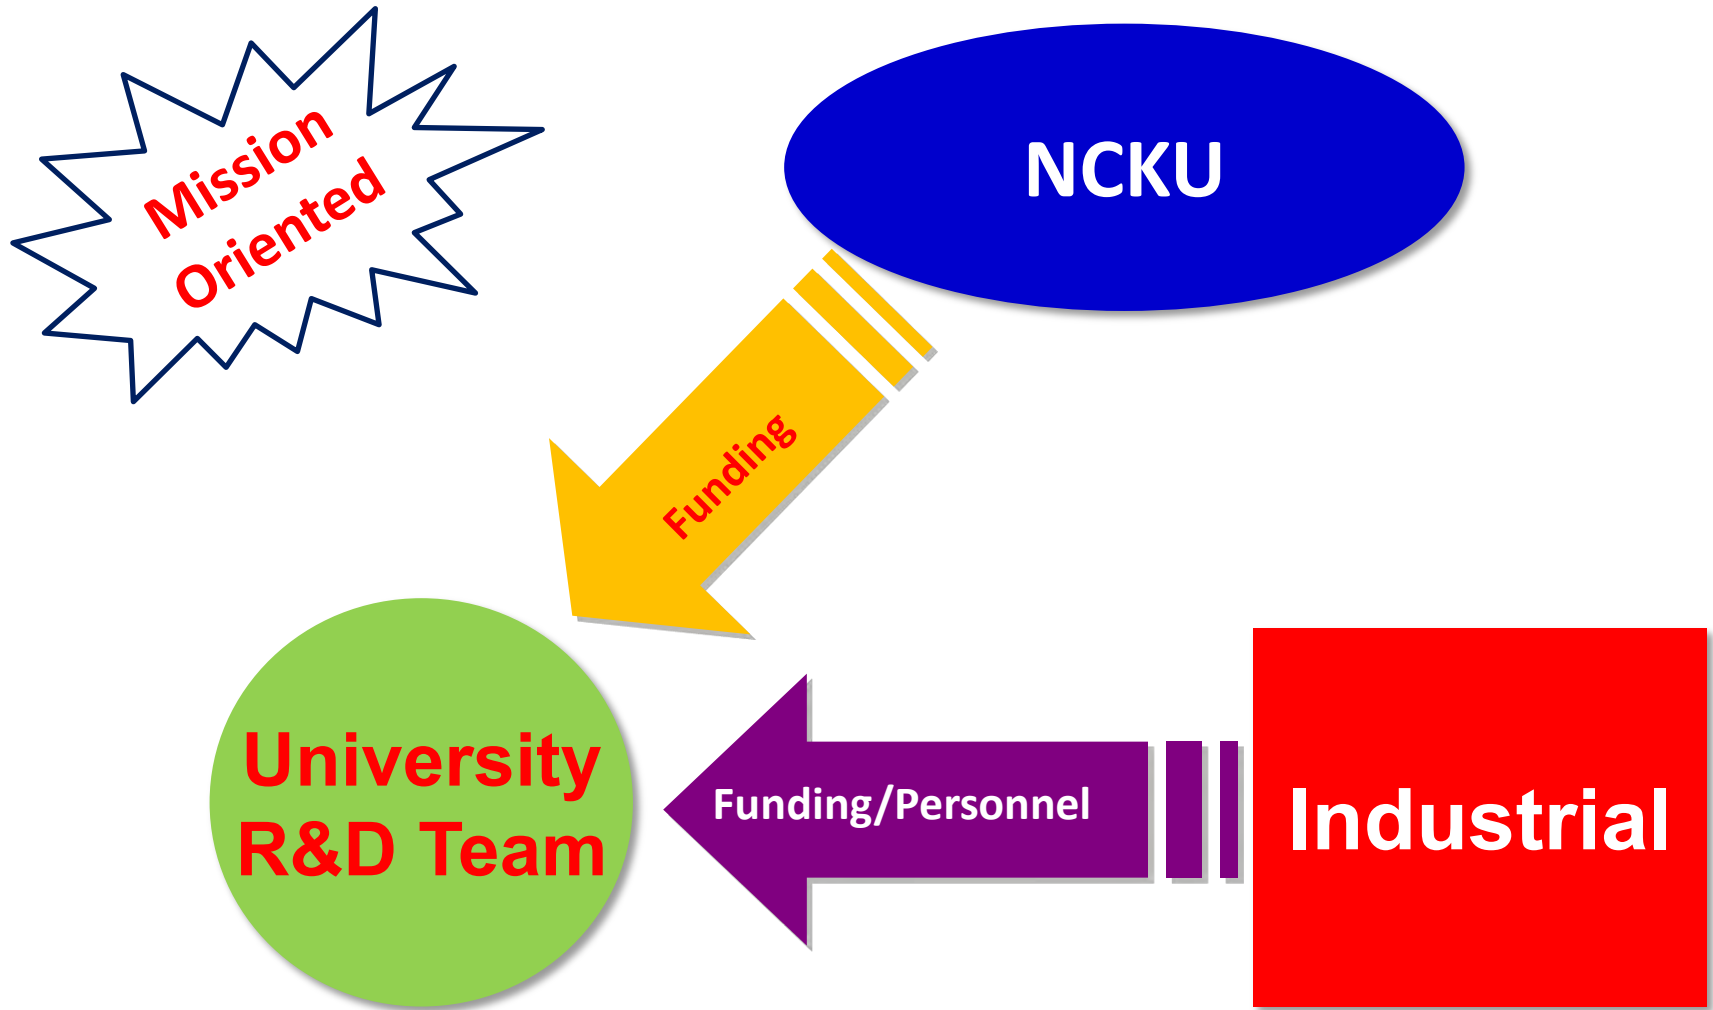 Mission
Oriented
NCKU
Funding
University
R&D Team
Funding/Personnel
Industrial